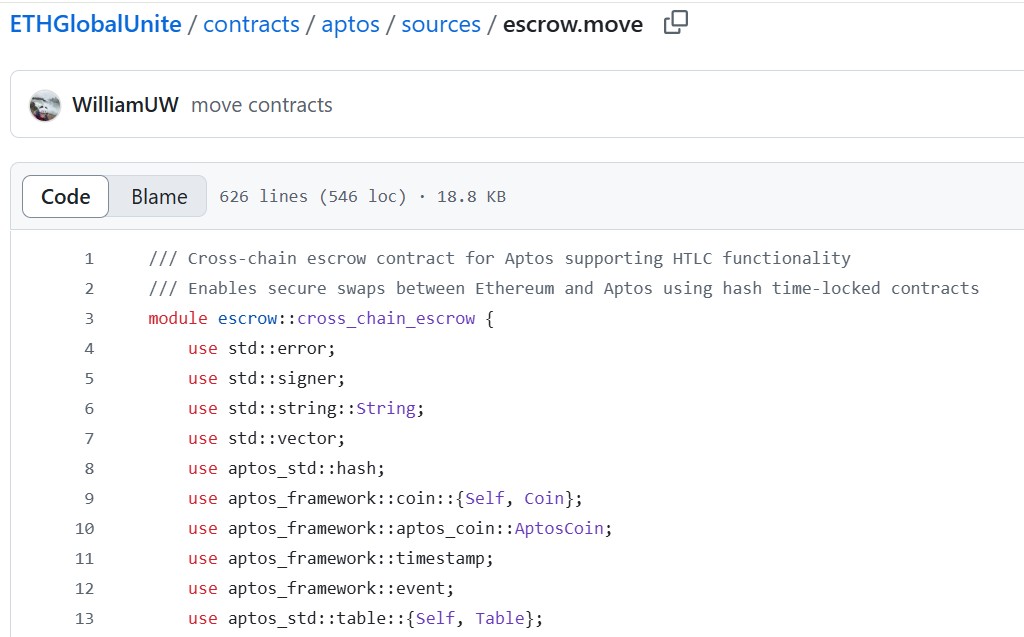 ETHGlobalUnite / contracts / aptos / sources / escrow.move
WilliamUW move contracts
Code Blame 626 lines (546 loc) · 18.8 KB
1 /// Cross-chain escrow contract for Aptos supporting HTLC functionality
2 /// Enables secure swaps between Ethereum and Aptos using hash time-locked contracts
3 module escrow::cross_chain_escrow {
4 use std::error;
5 use std::signer;
6 use std::string::String;
7 use std::vector;
8 use aptos_std::hash;
9 use aptos_framework::coin::{Self, Coin};
10 use aptos_framework::aptos_coin::AptosCoin;
11 use aptos_framework::timestamp;
12 use aptos_framework::event;
13 use aptos_std::table::{Self, Table};